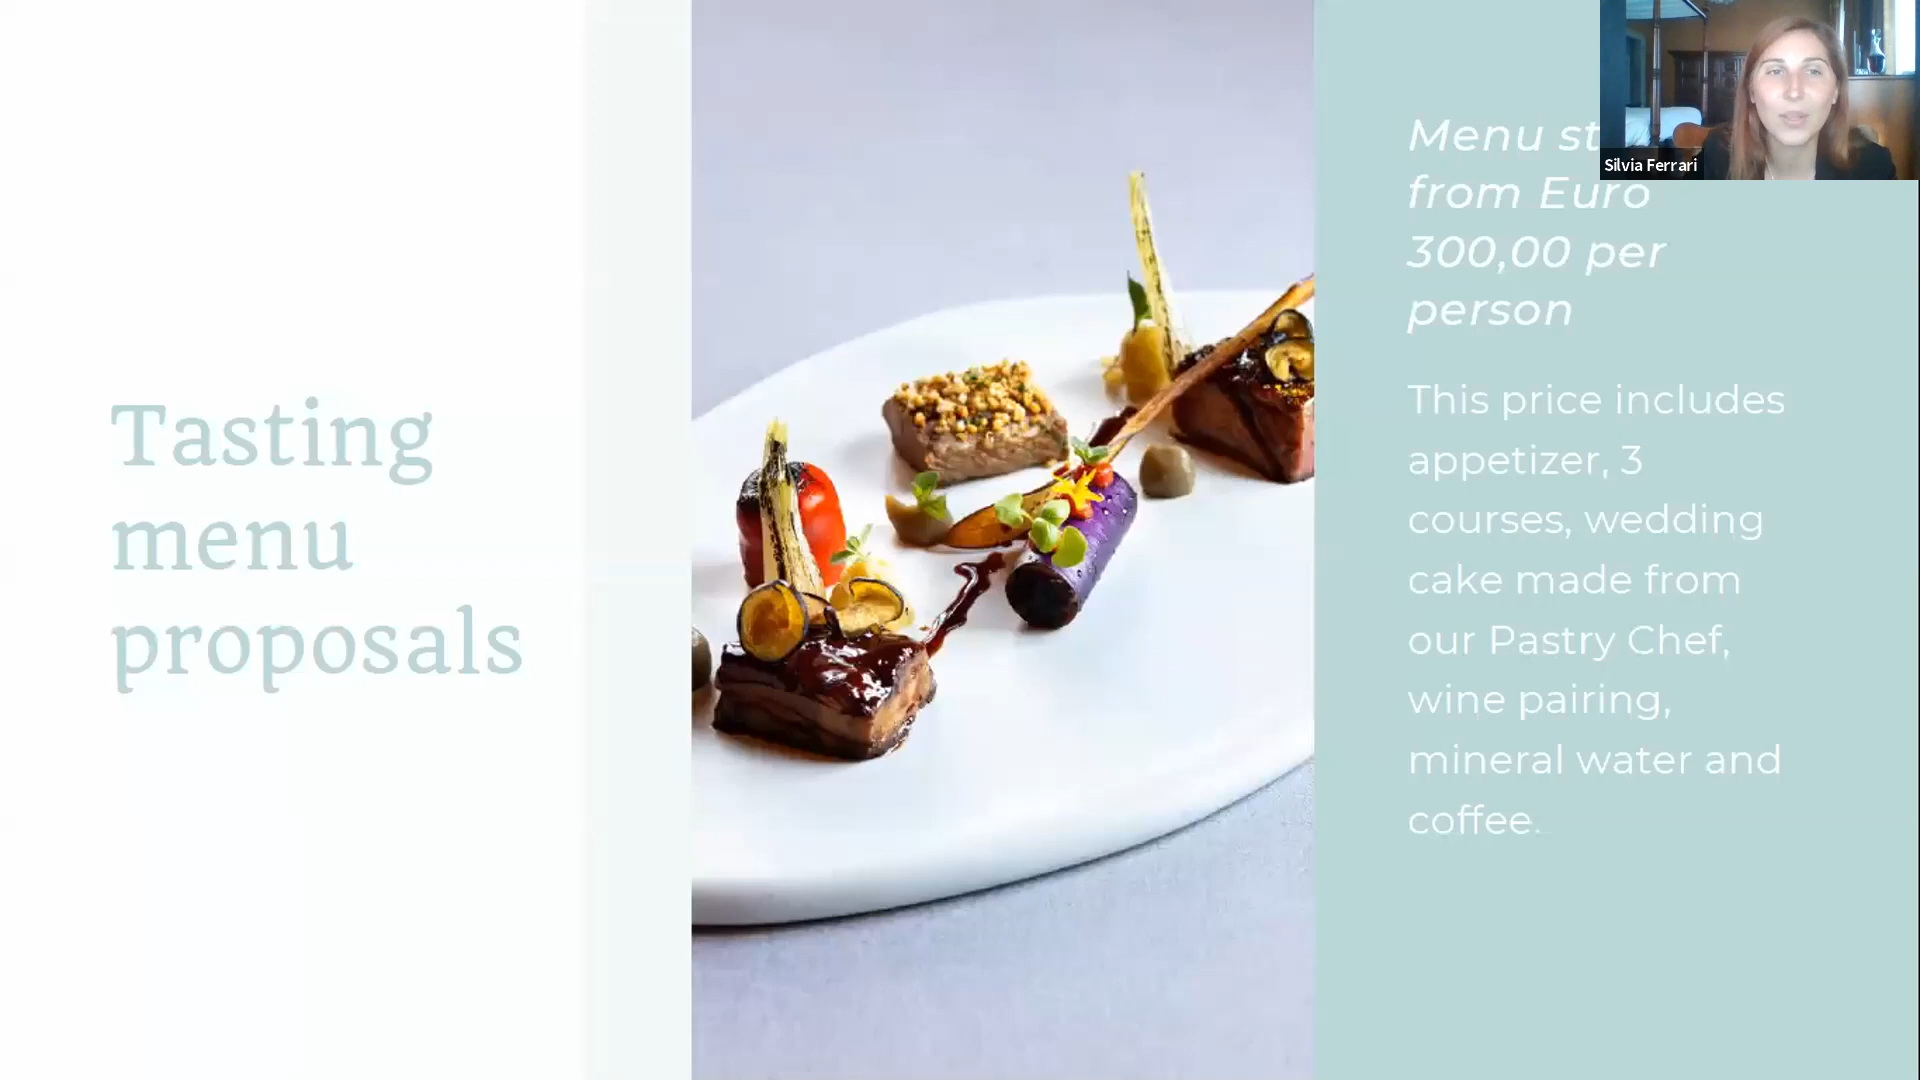 Tasting
menu
proposals
Menu
from Euro
300,00 per
person
This price includes
appetizer, 3
courses, wedding
cake made from
our Pastry Chef,
wine pairing,
mineral water and
coffee.
Silvia Ferrari